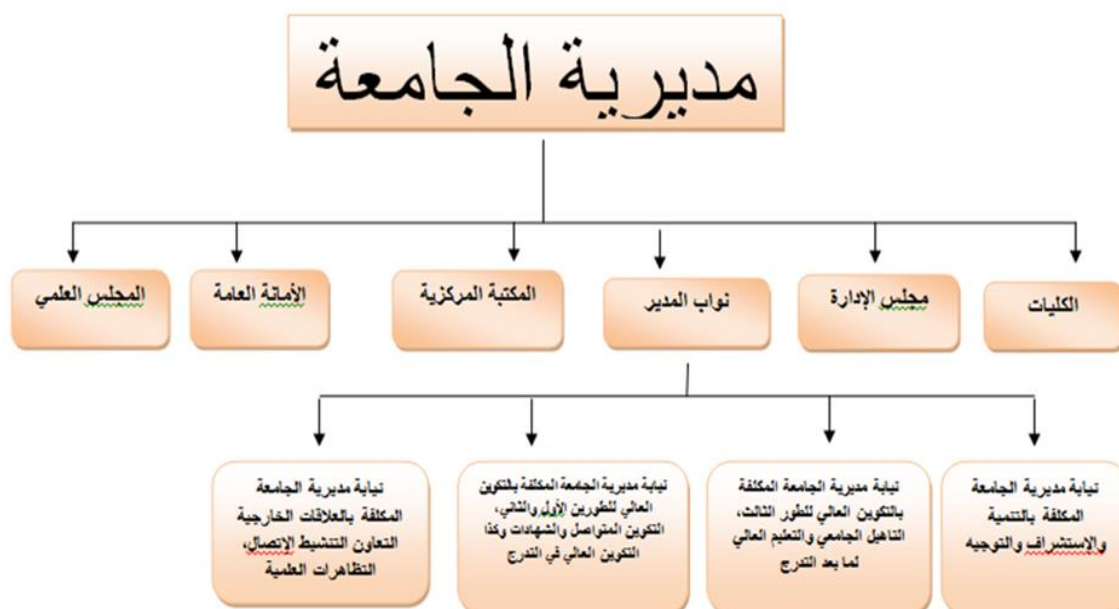 مديرية الجامعة
الكليات
مجلس الإدارة
نواب المدير
المكتبة المركزية
الأمانة العامة
المجلس العلمي
نيابة مديرية الجامعة
المكلفة بالتنمية
والإستشراف والتوجيه
نيابة مديرية الجامعة المكلفة
بالتكوين العالي للطور الثالث،
التاهيل الجامعي والتعليم العالي
لما بعد التدرج
نيابة مديرية الجامعة المكلفة بالتكوين
العالي للطورين الأول والثاني،
التكوين المتواصل والشهادات وكذا
التكوين العالي في التدرج
نيابة مديرية الجامعة
المكلفة بالعلاقات الخارجية
التعاون التنشيط الإتصال،
التظاهرات العلمية